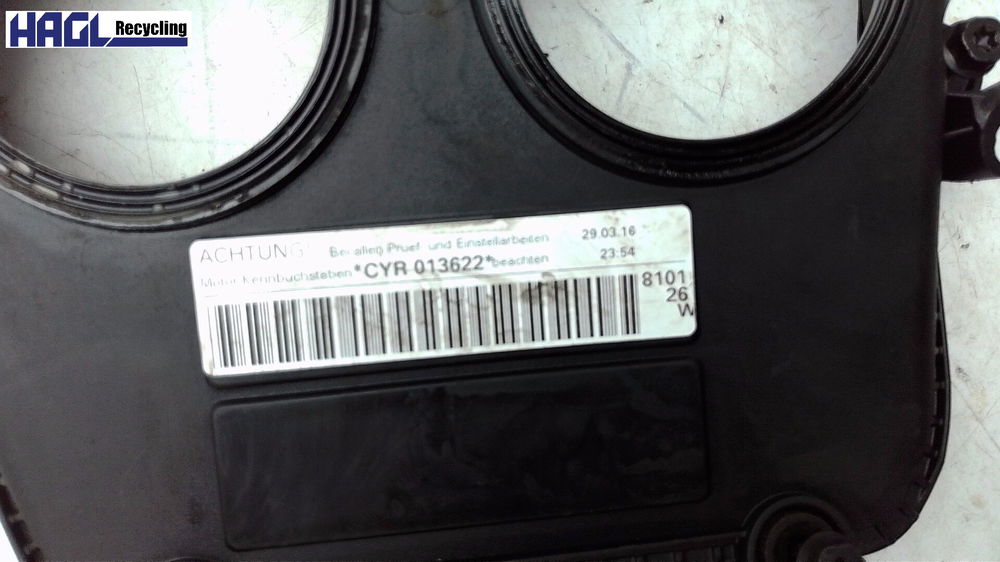 HAGL Recycling
ACHTUNG! Bei allen Pruef- und Einstellarbeiten 29.03.16
Motor-Kennbuchstaben *CYR 013622* beachten 23:54
8101
26
W